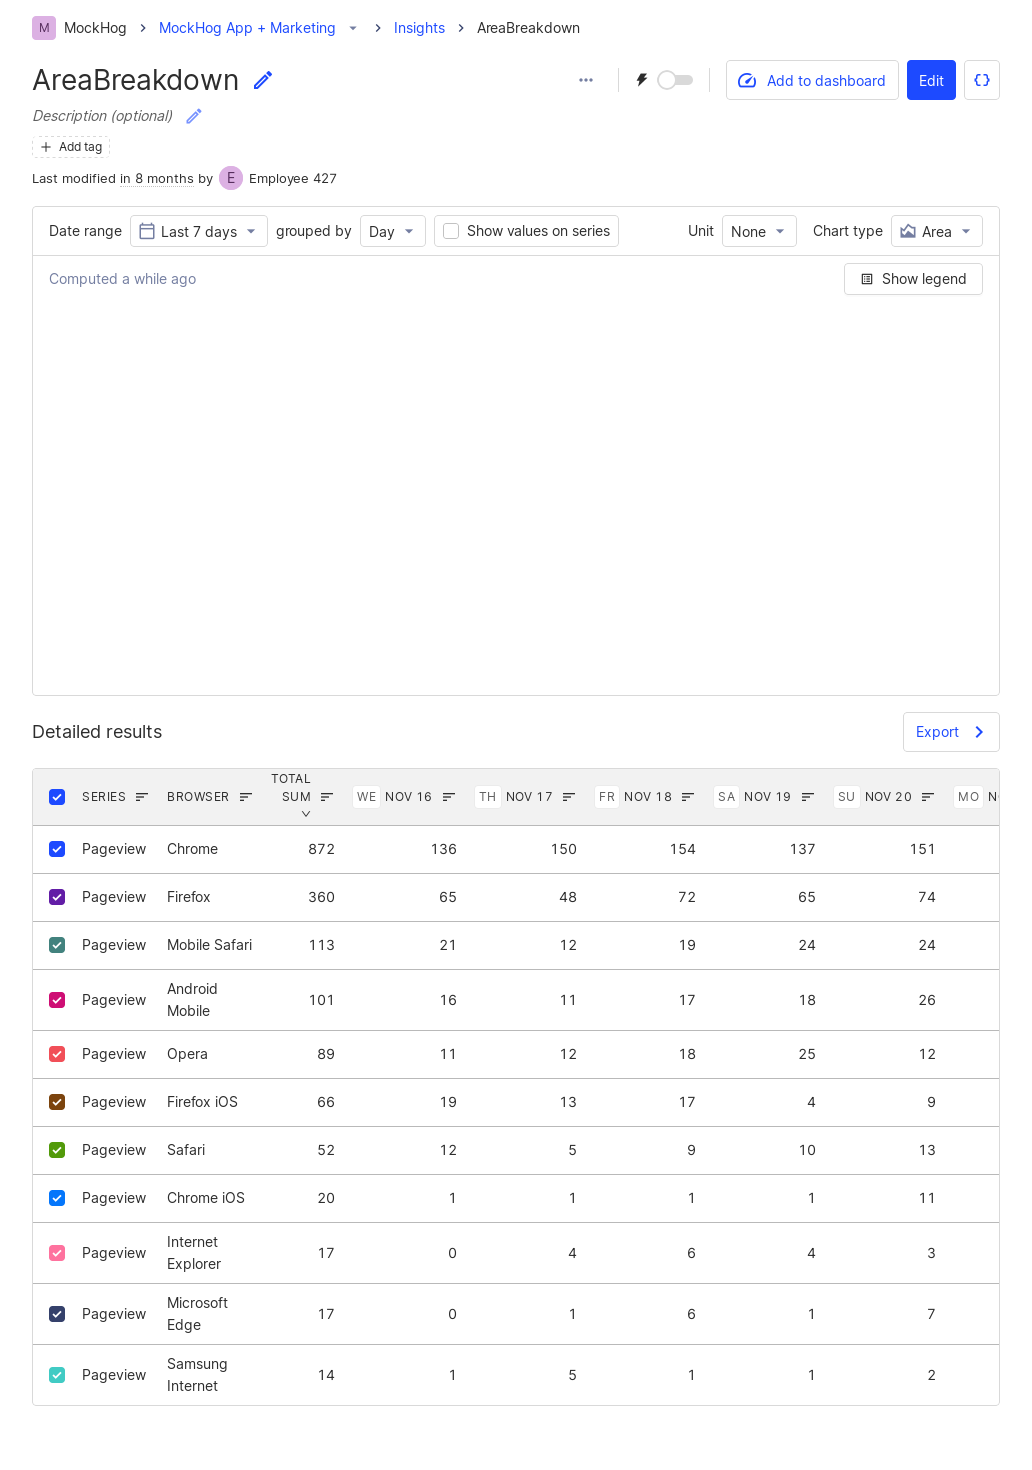 M MockHog MockHog App + Marketing Insights AreaBreakdown
AreaBreakdown Add to dashboard Edit
Description (optional)
Add tag
Last modified in 8 months by E Employee 427
Date range Last 7 days grouped by Day Show values on series Unit None Chart type Area
Computed a while ago Show legend
Detailed results Export
SERIES BROWSER TOTAL SUM WE NOV 16 TH NOV 17 FR NOV 18 SA NOV 19 SU NOV 20 MO
Pageview Chrome 872 136 150 154 137 151
Pageview Firefox 360 65 48 72 65 74
Pageview Mobile Safari 113 21 12 19 24 24
Pageview Android Mobile 101 16 11 17 18 26
Pageview Opera 89 11 12 18 25 12
Pageview Firefox iOS 66 19 13 17 4 9
Pageview Safari 52 12 5 9 10 13
Pageview Chrome iOS 20 1 1 1 1 11
Pageview Internet Explorer 17 0 4 6 4 3
Pageview Microsoft Edge 17 0 1 6 1 7
Pageview Samsung Internet 14 1 5 1 1 2